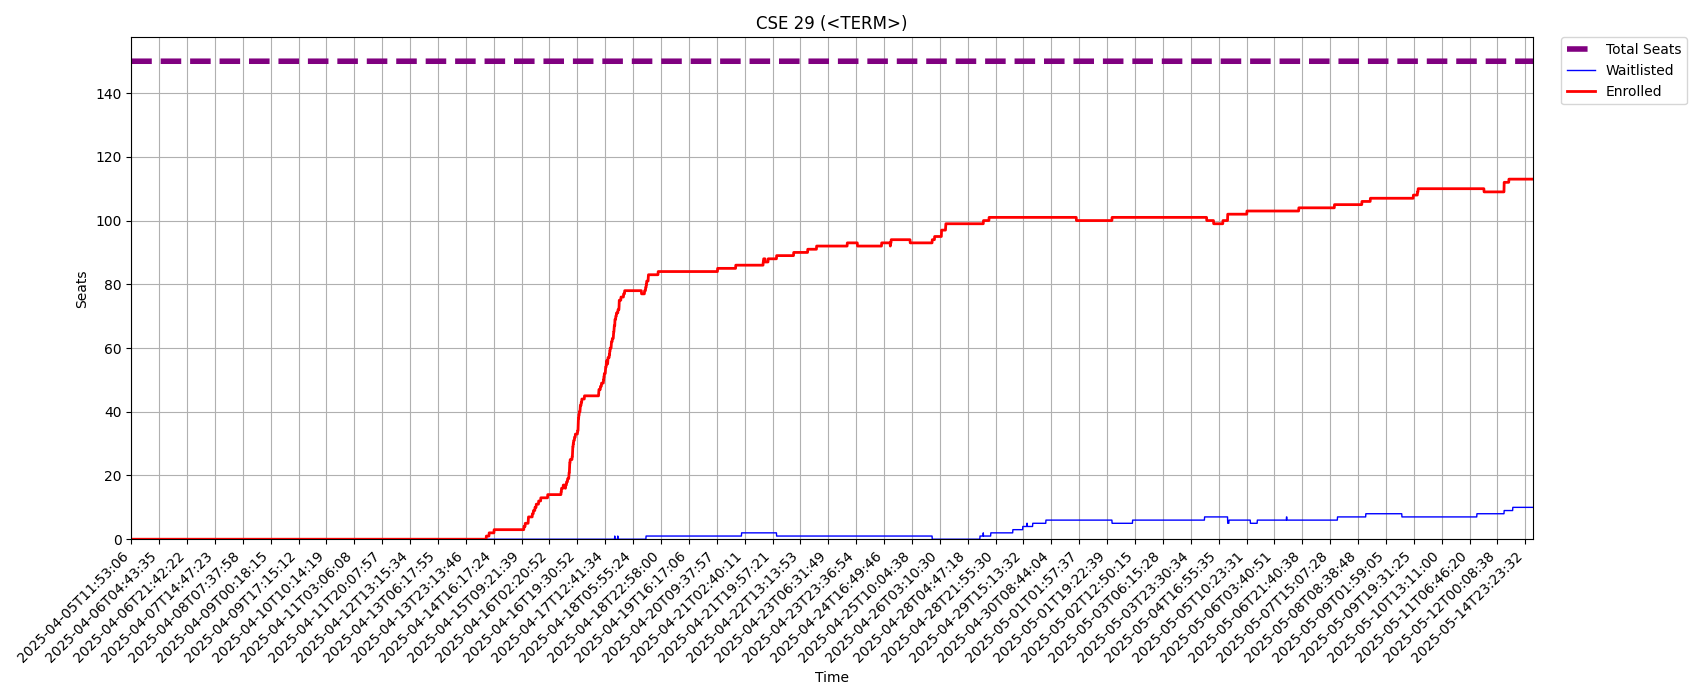 CSE 29 (<TERM>)
Total Seats
Waitlisted
Enrolled
140
120
100
80
60
40
20
0
Seats
2025-04-05T11:53:06
2025-04-06T04:43:35
2025-04-06T21:42:22
2025-04-07T14:47:23
2025-04-08T07:37:58
2025-04-09T00:18:15
2025-04-09T17:15:12
2025-04-10T10:14:19
2025-04-11T03:06:08
2025-04-11T20:07:57
2025-04-12T13:15:34
2025-04-13T06:17:55
2025-04-13T23:13:46
2025-04-14T16:17:24
2025-04-15T09:21:39
2025-04-16T02:20:52
2025-04-16T19:30:52
2025-04-17T12:41:34
2025-04-18T05:55:24
2025-04-18T22:58:00
2025-04-19T16:17:06
2025-04-20T09:37:57
2025-04-21T02:40:11
2025-04-21T19:57:21
2025-04-22T13:13:53
2025-04-23T06:31:49
2025-04-23T23:36:54
2025-04-24T16:49:46
2025-04-25T10:04:38
2025-04-26T03:10:30
2025-04-28T04:47:18
2025-04-28T21:55:30
2025-04-29T15:13:32
2025-04-30T08:44:04
2025-05-01T01:57:37
2025-05-01T19:22:39
2025-05-02T12:50:15
2025-05-03T06:15:28
2025-05-03T23:30:34
2025-05-04T16:55:35
2025-05-05T10:23:31
2025-05-06T03:40:51
2025-05-06T21:40:38
2025-05-07T15:07:28
2025-05-08T08:38:48
2025-05-09T01:59:05
2025-05-09T19:31:25
2025-05-10T13:11:00
2025-05-11T06:46:20
2025-05-12T00:08:38
2025-05-14T23:23:32
Time